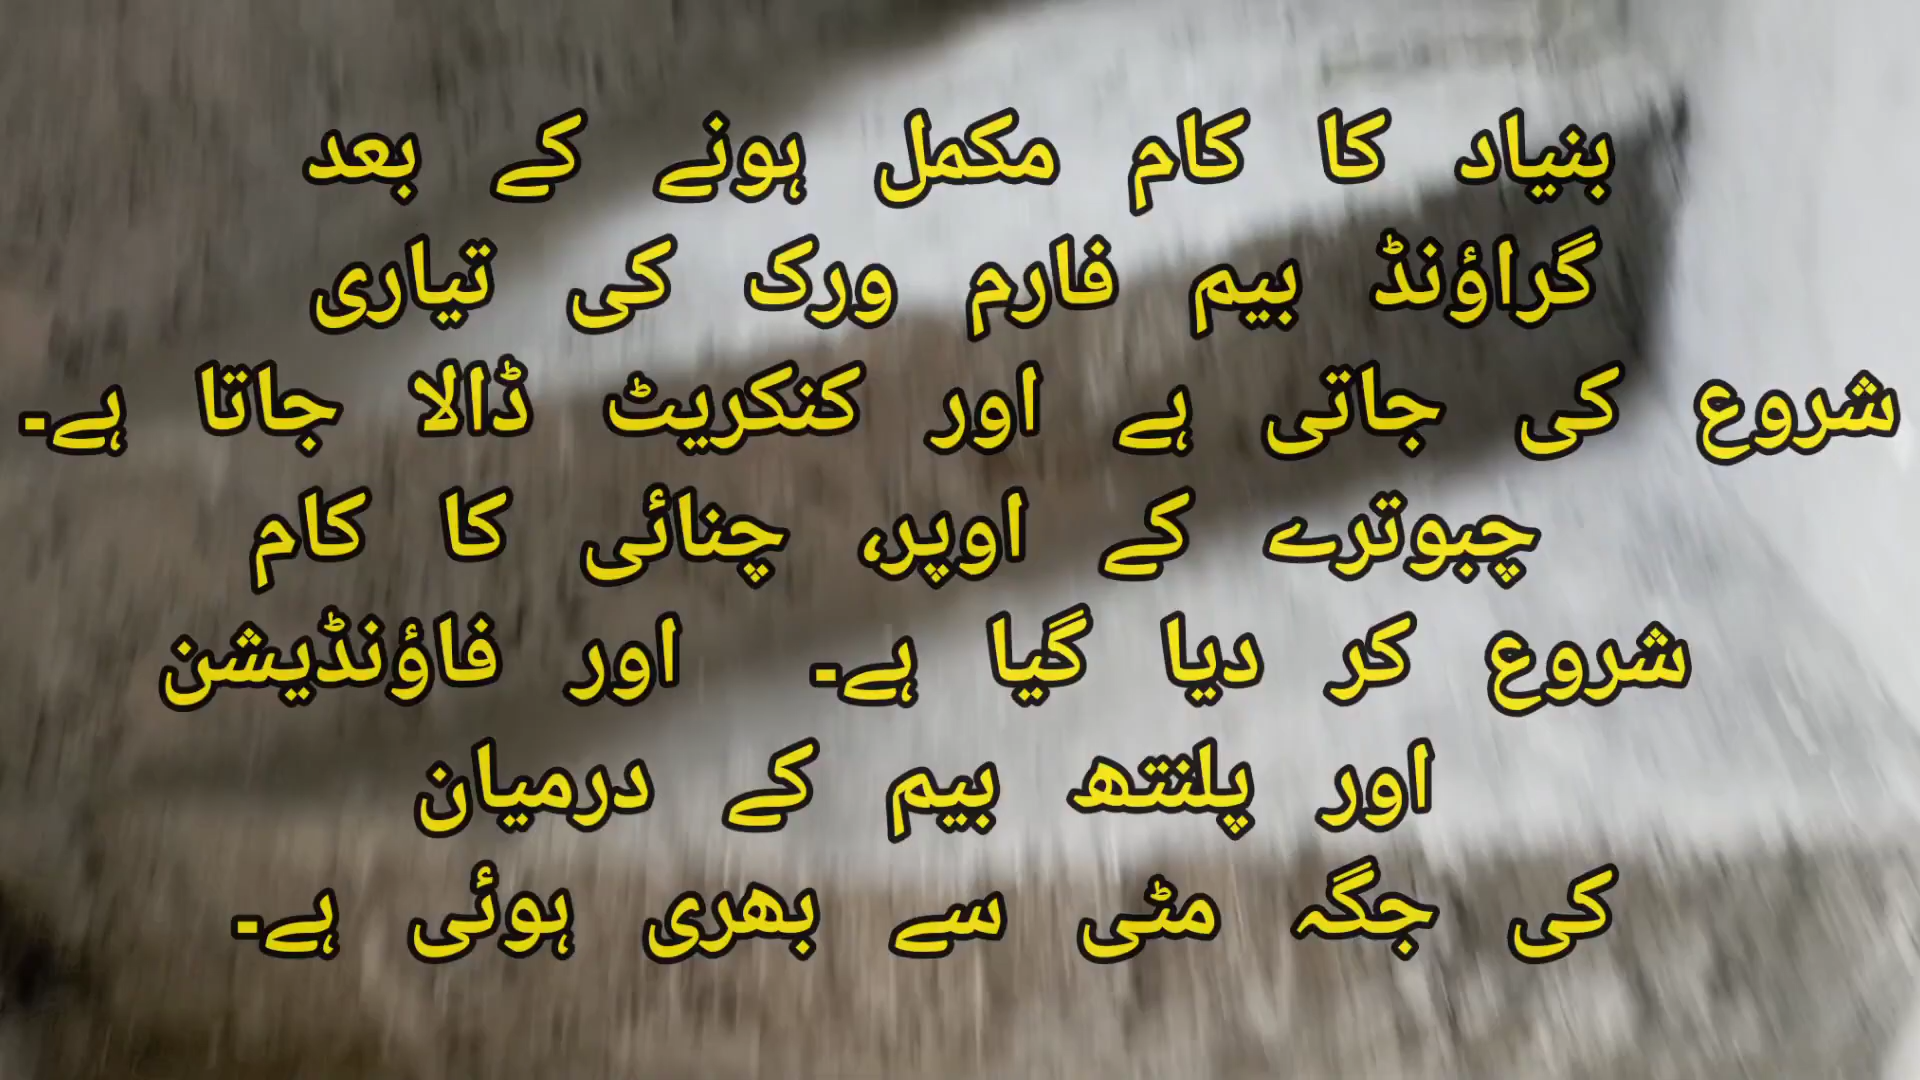 بنیاد کا کام مکمل ہونے کے بعد
گراؤنڈ بیم فارم ورک کی تیاری
شروع کی جاتی ہے اور کنکریٹ ڈالا جاتا ہے۔
چبوترے کے اوپر، چنائی کا کام
شروع کر دیا گیا ہے۔ اور فاؤنڈیشن
اور پلنتھ بیم کے درمیان
کی جگہ مٹی سے بھری ہوئی ہے۔